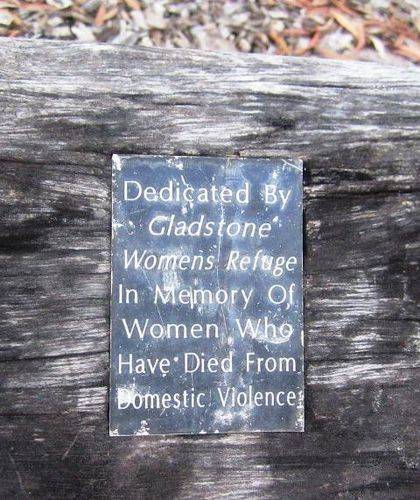 Dedicated By
Gladstone
Womens Refuge
In Memory Of
Women Who
Have Died From
Domestic Violence